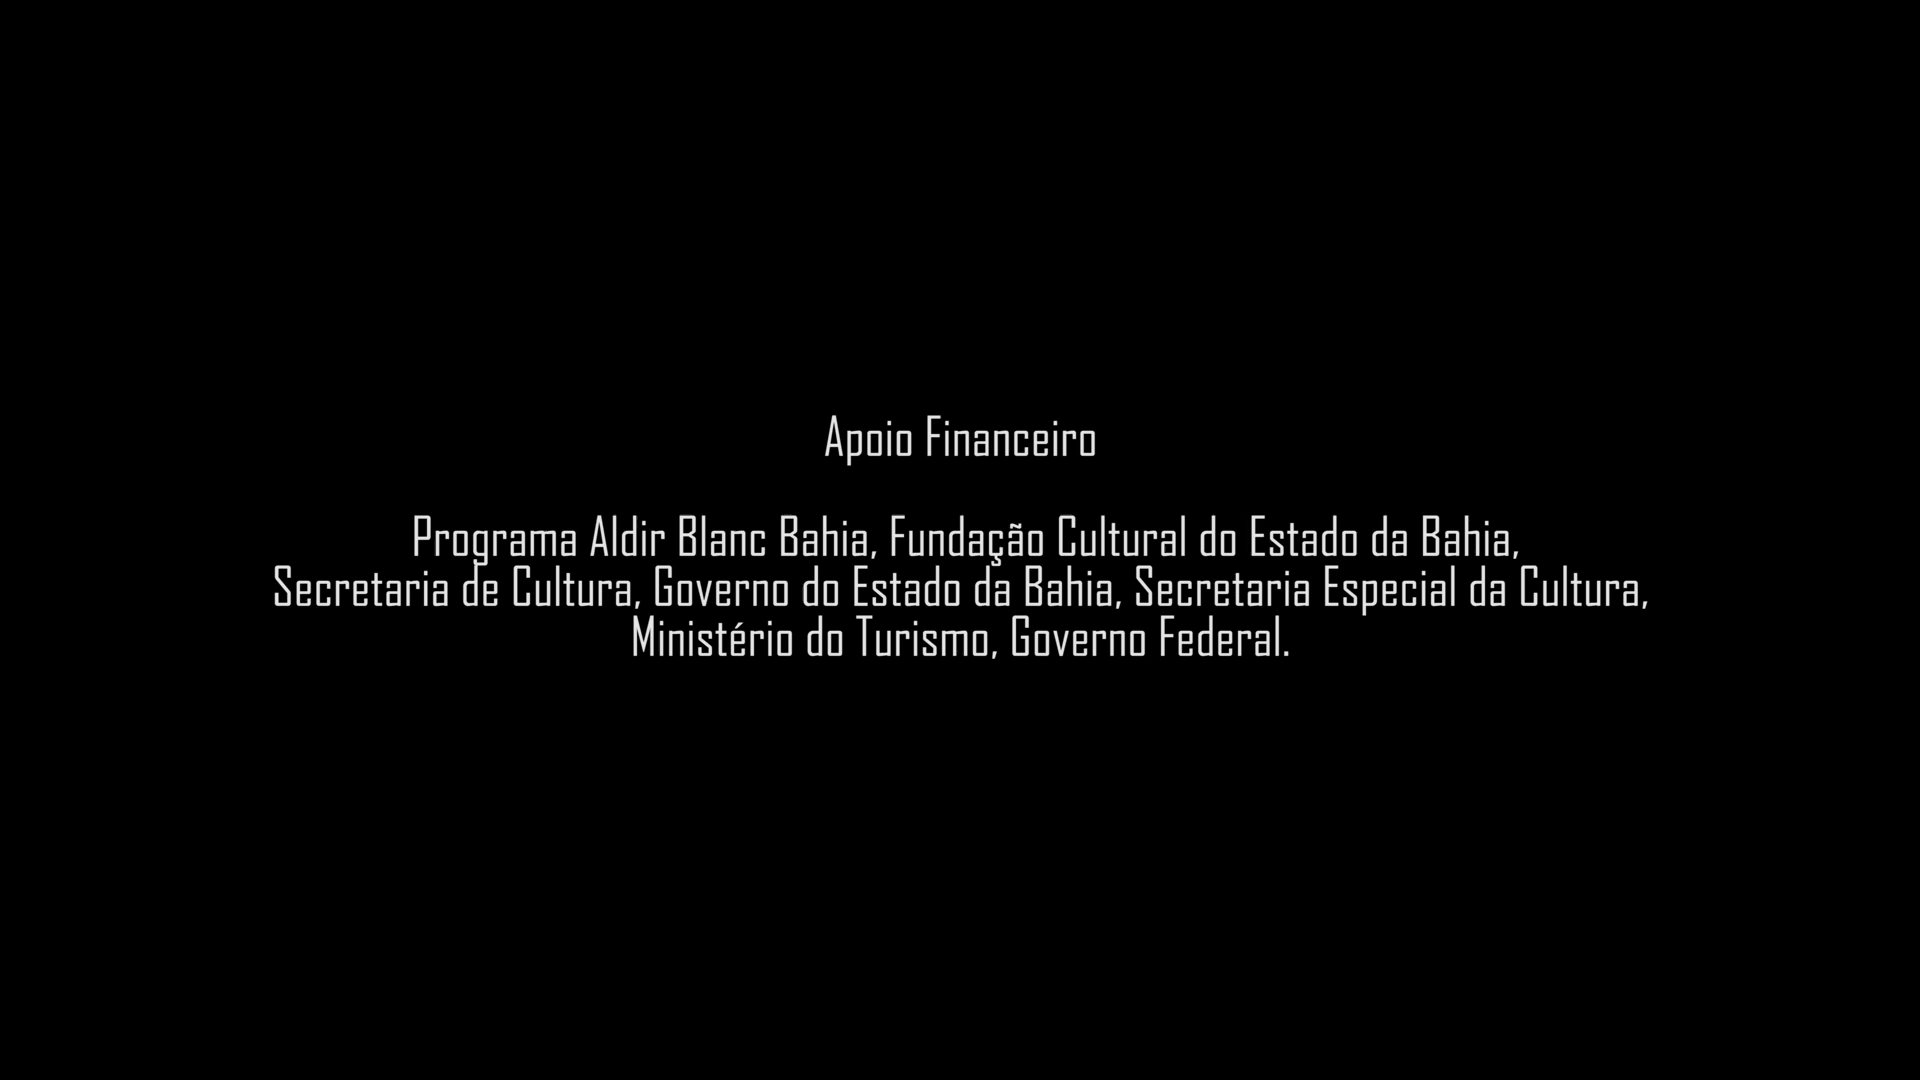 Apoio Financeiro
Programa Aldir Blanc Bahia, Fundação Cultural do Estado da Bahia,
Secretaria de Cultura, Governo do Estado da Bahia, Secretaria Especial da Cultura,
Ministério do Turismo, Governo Federal.